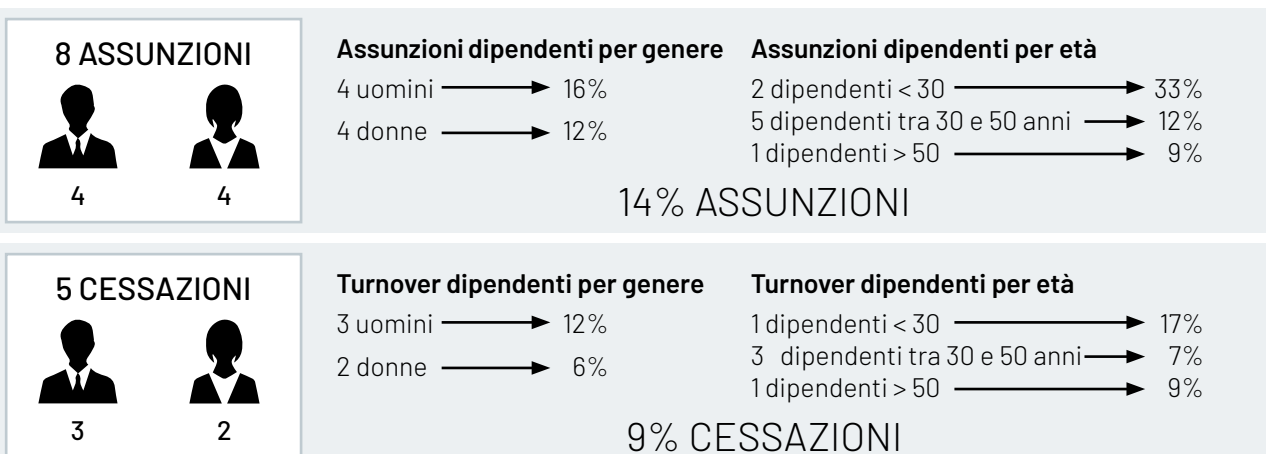 8 ASSUNZIONI
4 4
Assunzioni dipendenti per genere
4 uomini 16%
4 donne 12%
Assunzioni dipendenti per età
2 dipendenti < 30 33%
5 dipendenti tra 30 e 50 anni 12%
1 dipendenti > 50 9%
14% ASSUNZIONI
5 CESSAZIONI
3 2
Turnover dipendenti per genere
3 uomini 12%
2 donne 6%
Turnover dipendenti per età
1 dipendenti < 30 17%
3 dipendenti tra 30 e 50 anni 7%
1 dipendenti > 50 9%
9% CESSAZIONI